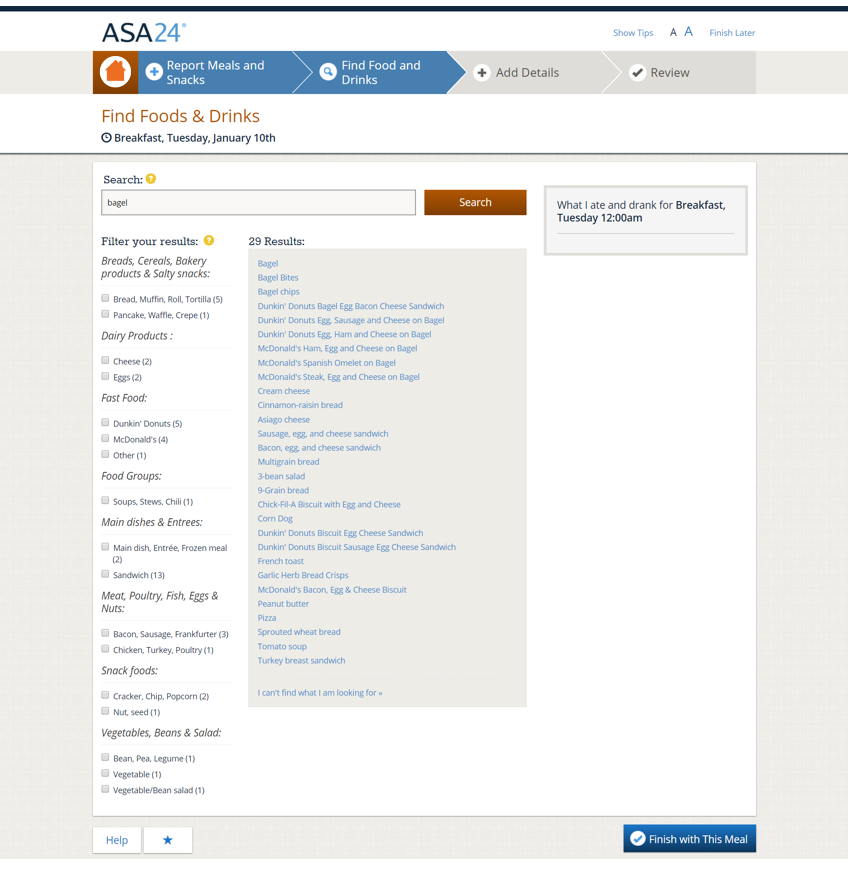 ASA24®
Show Tips A A Finish Later
Report Meals and
Snacks
Find Food and
Drinks
Add Details
Review
Find Foods & Drinks
Breakfast, Tuesday, January 10th
Search: ?
bagel
Search
What I ate and drank for Breakfast,
Tuesday 12:00am
Filter your results: ?
Breads, Cereals, Bakery
products & Salty snacks:
Bread, Muffin, Roll, Tortilla (5)
Pancake, Waffle, Crepe (1)
Dairy Products :
Cheese (2)
Eggs (2)
Fast Food:
Dunkin' Donuts (5)
McDonald's (4)
Other (1)
Food Groups:
Soups, Stews, Chili (1)
Main dishes & Entrees:
Main dish, Entrée, Frozen meal
(2)
Sandwich (13)
Meat, Poultry, Fish, Eggs &
Nuts:
Bacon, Sausage, Frankfurter (3)
Chicken, Turkey, Poultry (1)
Snack foods:
Cracker, Chip, Popcorn (2)
Nut, seed (1)
Vegetables, Beans & Salad:
Bean, Pea, Legume (1)
Vegetable (1)
Vegetable/Bean salad (1)
29 Results:
Bagel
Bagel Bites
Bagel chips
Dunkin' Donuts Bagel Egg Bacon Cheese Sandwich
Dunkin' Donuts Egg, Sausage and Cheese on Bagel
Dunkin' Donuts Egg, Ham and Cheese on Bagel
McDonald's Ham, Egg and Cheese on Bagel
McDonald's Spanish Omelet on Bagel
McDonald's Steak, Egg and Cheese on Bagel
Cream cheese
Cinnamon-raisin bread
Asiago cheese
Sausage, egg, and cheese sandwich
Bacon, egg, and cheese sandwich
Multigrain bread
3-bean salad
9-Grain bread
Chick-Fil-A Biscuit with Egg and Cheese
Corn Dog
Dunkin' Donuts Biscuit Egg Cheese Sandwich
Dunkin' Donuts Biscuit Sausage Egg Cheese Sandwich
French toast
Garlic Herb Bread Crisps
McDonald's Bacon, Egg & Cheese Biscuit
Peanut butter
Pizza
Sprouted wheat bread
Tomato soup
Turkey breast sandwich
I can't find what I am looking for »
Help
Finish with This Meal